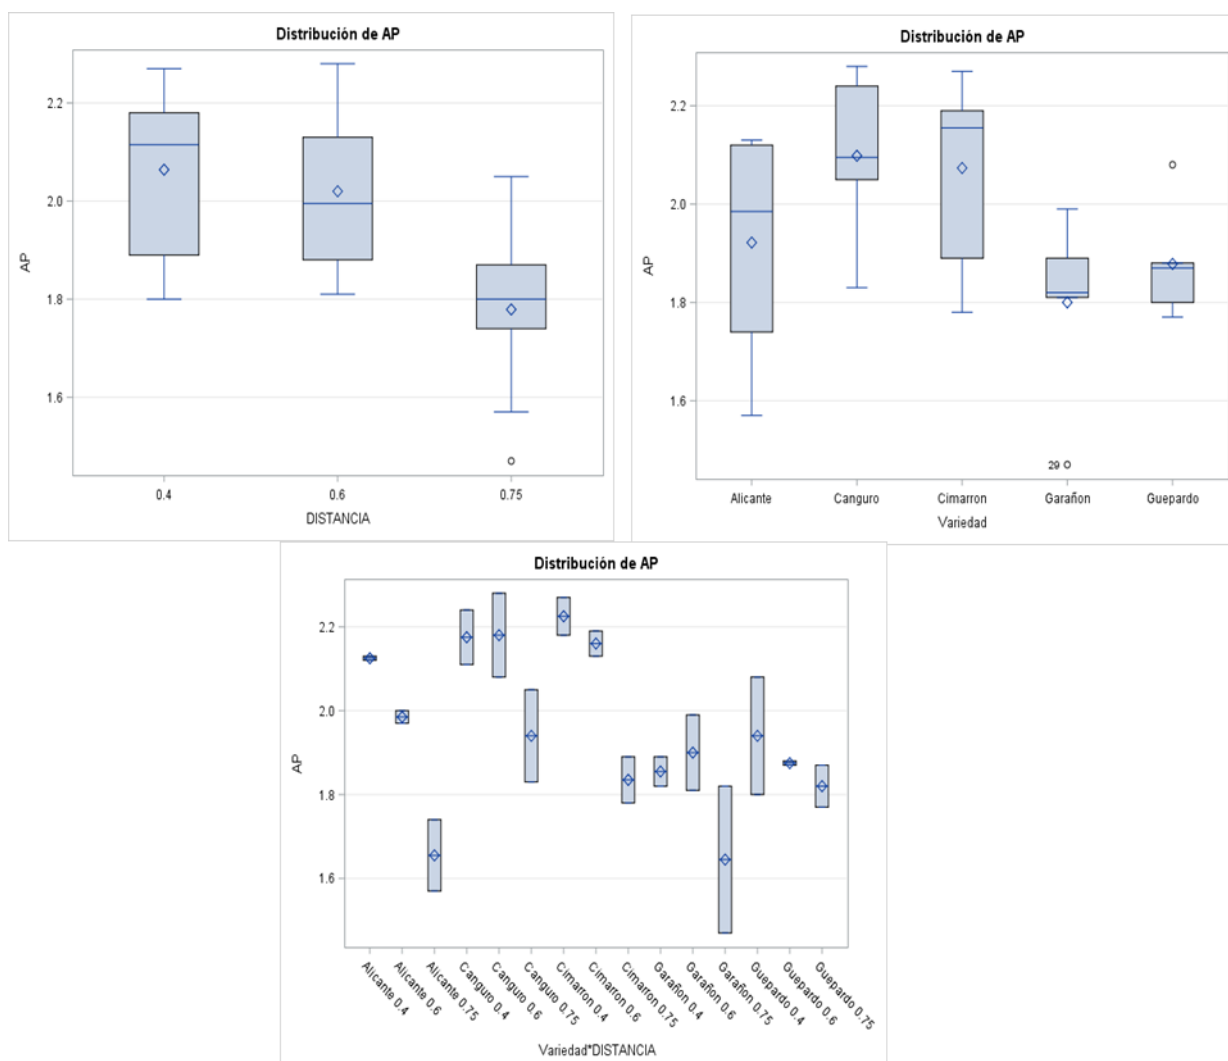 Distribución de AP
2.2
2.0
1.8
1.6
AP
0.4
0.6
0.75
DISTANCIA
Distribución de AP
2.2
2.0
1.8
1.6
AP
29
Alicante
Canguro
Cimarron
Garañon
Guepardo
Variedad
Distribución de AP
2.2
2.0
1.8
1.6
AP
Alicante 0.4
Alicante 0.6
Alicante 0.75
Canguro 0.4
Canguro 0.6
Canguro 0.75
Cimarron 0.4
Cimarron 0.6
Cimarron 0.75
Garañon 0.4
Garañon 0.6
Garañon 0.75
Guepardo 0.4
Guepardo 0.6
Guepardo 0.75
Variedad*DISTANCIA